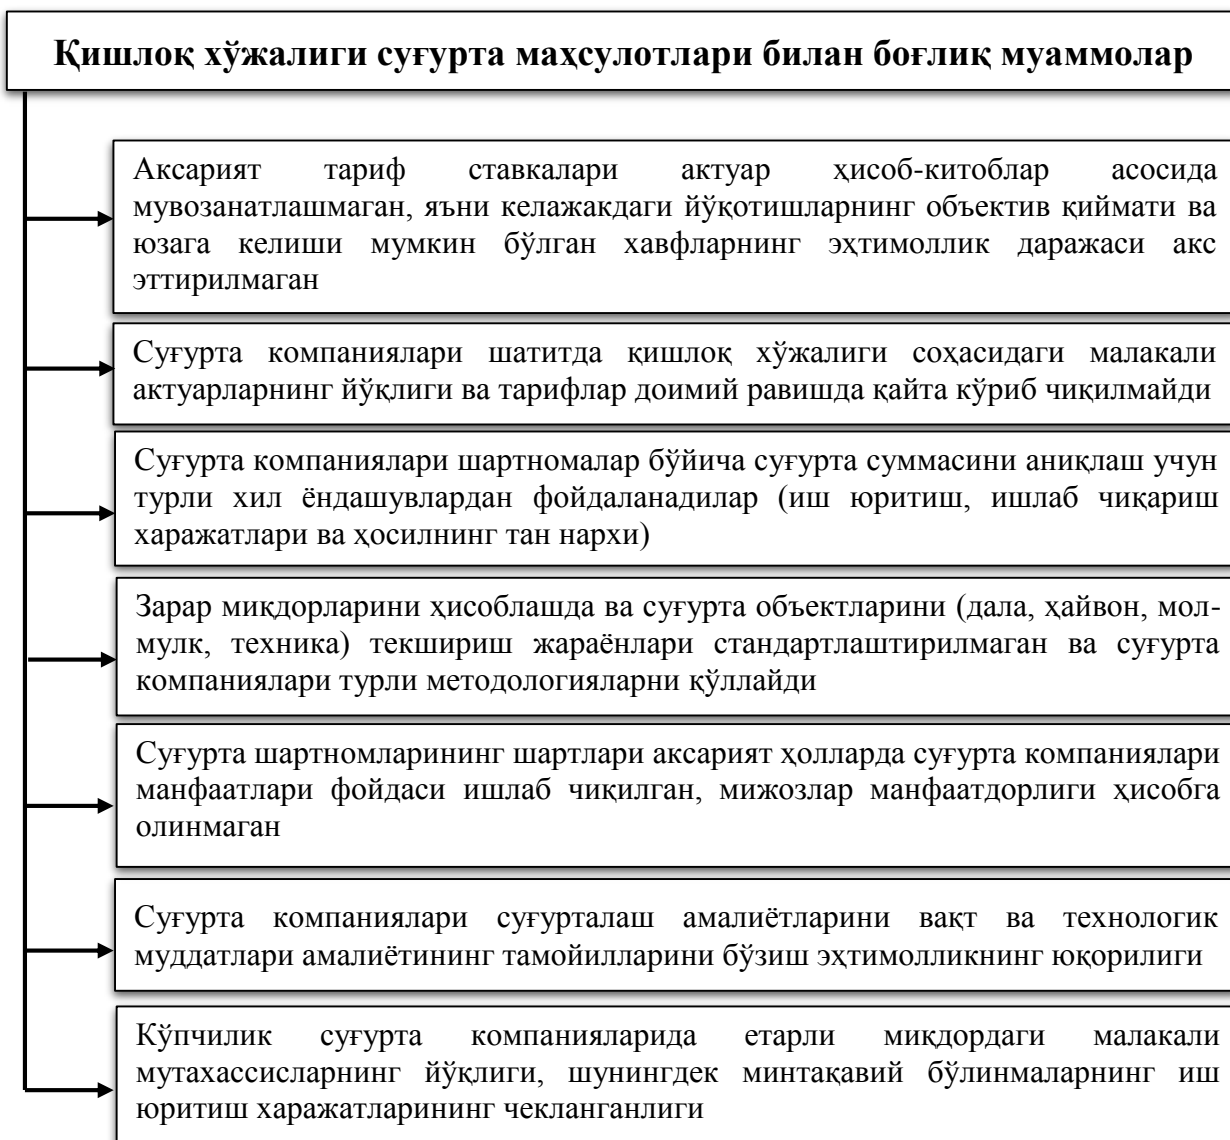 Қишлоқ хўжалиги суғурта маҳсулотлари билан боғлиқ муаммолар
Аксарият тариф ставкалари актуар ҳисоб-китоблар асосида
мувозанатлашмаган, яъни келажакдаги йўқотишларнинг объектив қиймати ва
юзага келиши мумкин бўлган хавфларнинг эҳтимоллик даражаси акс
эттирилмаган
Суғурта компаниялари шатитда қишлоқ хўжалиги соҳасидаги малакали
актуарларнинг йўқлиги ва тарифлар доимий равишда қайта кўриб чиқилмайди
Суғурта компаниялари шартномалар бўйича суғурта суммасини аниқлаш учун
турли хил ёндашувлардан фойдаланадилар (иш юритиш, ишлаб чиқариш
харажатлари ва ҳосилнинг тан нархи)
Зарар миқдорларини ҳисоблашда ва суғурта объектларини (дала, ҳайвон, мол-
мулк, техника) текшириш жараёнлари стандартлаштирилмаган ва суғурта
компаниялари турли методологияларни қўллайди
Суғурта шартномларининг шартлари аксарият ҳолларда суғурта компаниялари
манфаатлари фойдаси ишлаб чиқилган, мижозлар манфаатдорлиги ҳисобга
олинмаган
Суғурта компаниялари суғурталаш амалиётларини вақт ва технологик
муддатлари амалиётининг тамойилларини бўзиш эҳтимолликнинг юқорилиги
Кўпчилик суғурта компанияларида етарли миқдордаги малакали
мутахассисларнинг йўқлиги, шунингдек минтақавий бўлинмаларнинг иш
юритиш харажатларининг чекланганлиги